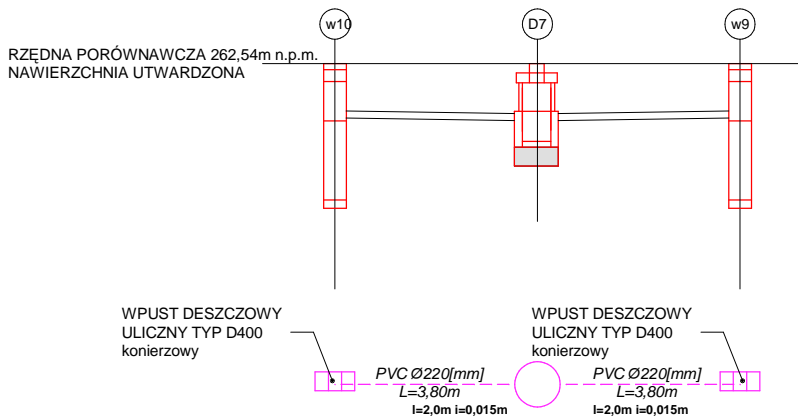 w10
D7
w9
RZĘDNA PORÓWNAWCZA 262,54m n.p.m.
NAWIERZCHNIA UTWARDZONA
WPUST DESZCZOWY
ULICZNY TYP D400
konierzowy
WPUST DESZCZOWY
ULICZNY TYP D400
konierzowy
PVC Ø220[mm]
L=3,80m
l=2,0m i=0,015m
PVC Ø220[mm]
L=3,80m
l=2,0m i=0,015m